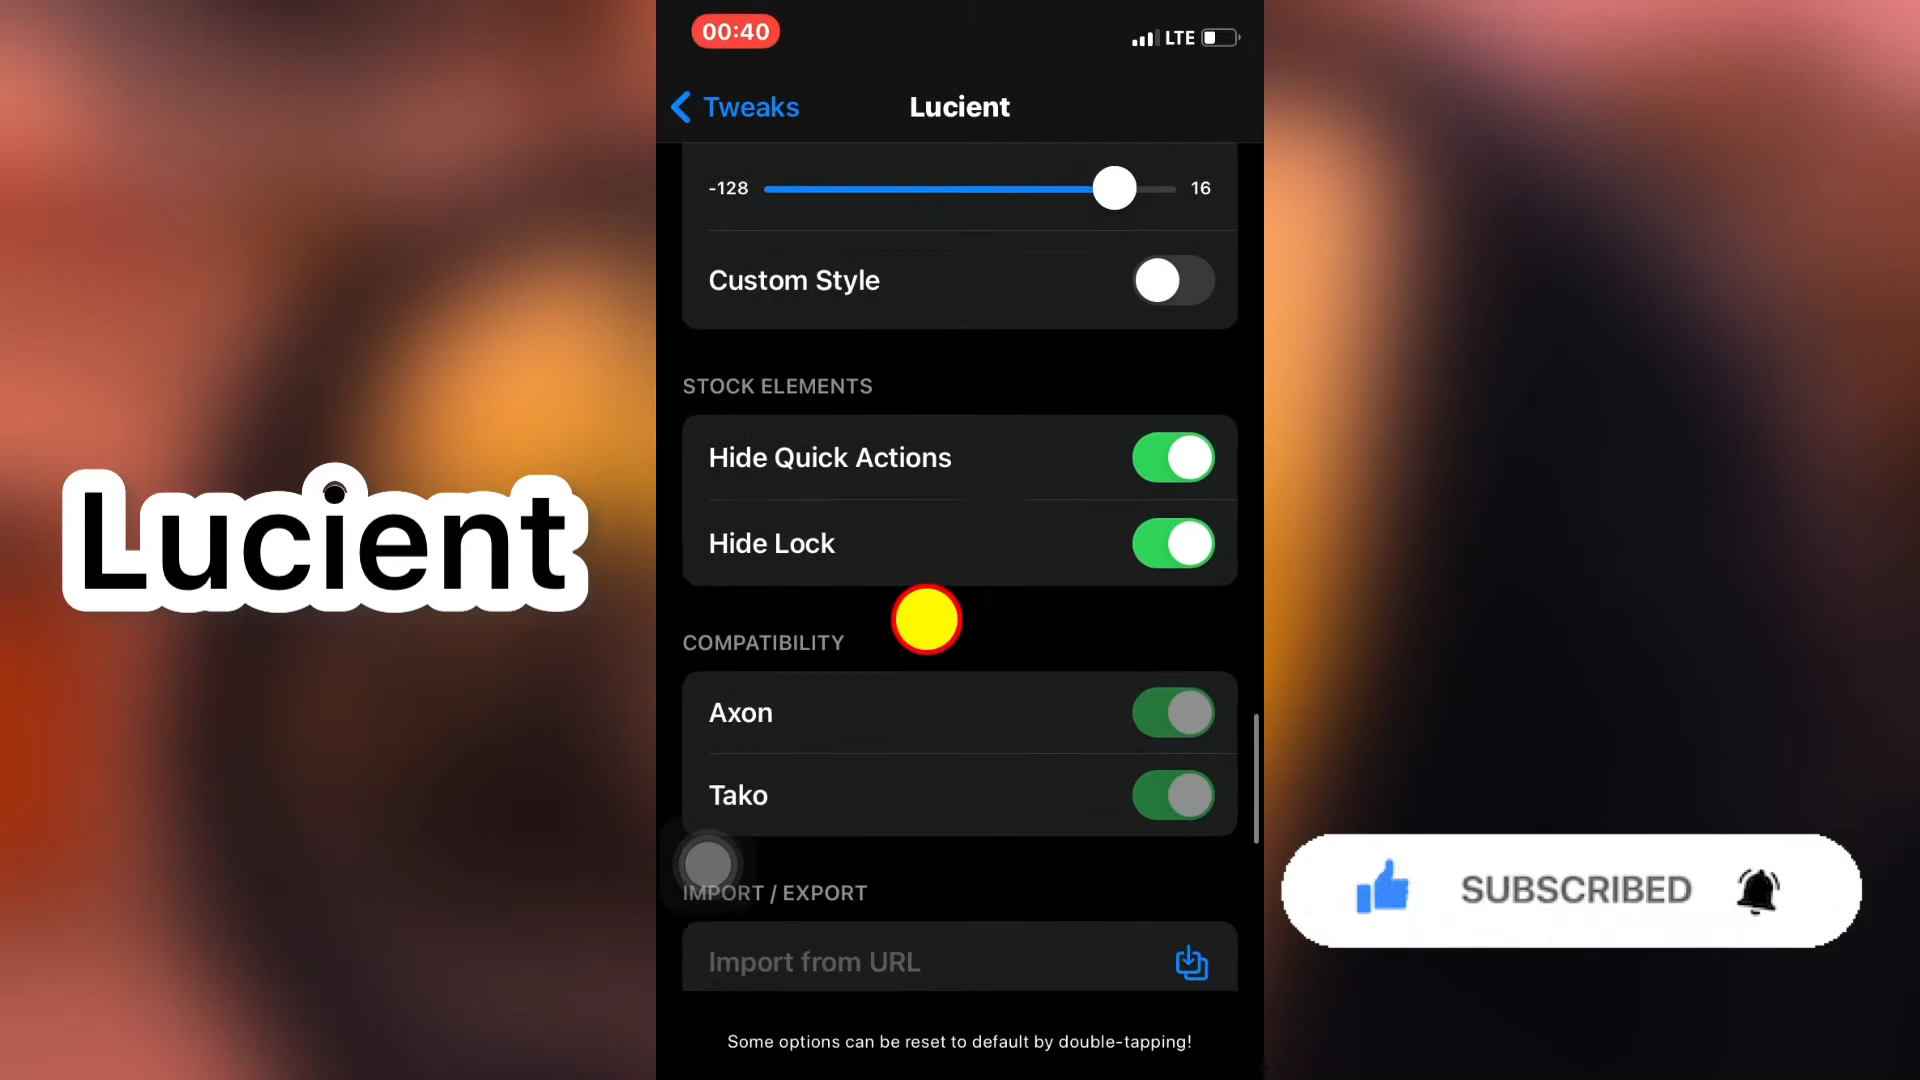 00:40
LTE
Tweaks
Lucient
-128
16
Custom Style
STOCK ELEMENTS
Hide Quick Actions
Hide Lock
COMPATIBILITY
Axon
Tako
IMPORT / EXPORT
Import from URL
Some options can be reset to default by double-tapping!
Lucient
SUBSCRIBED